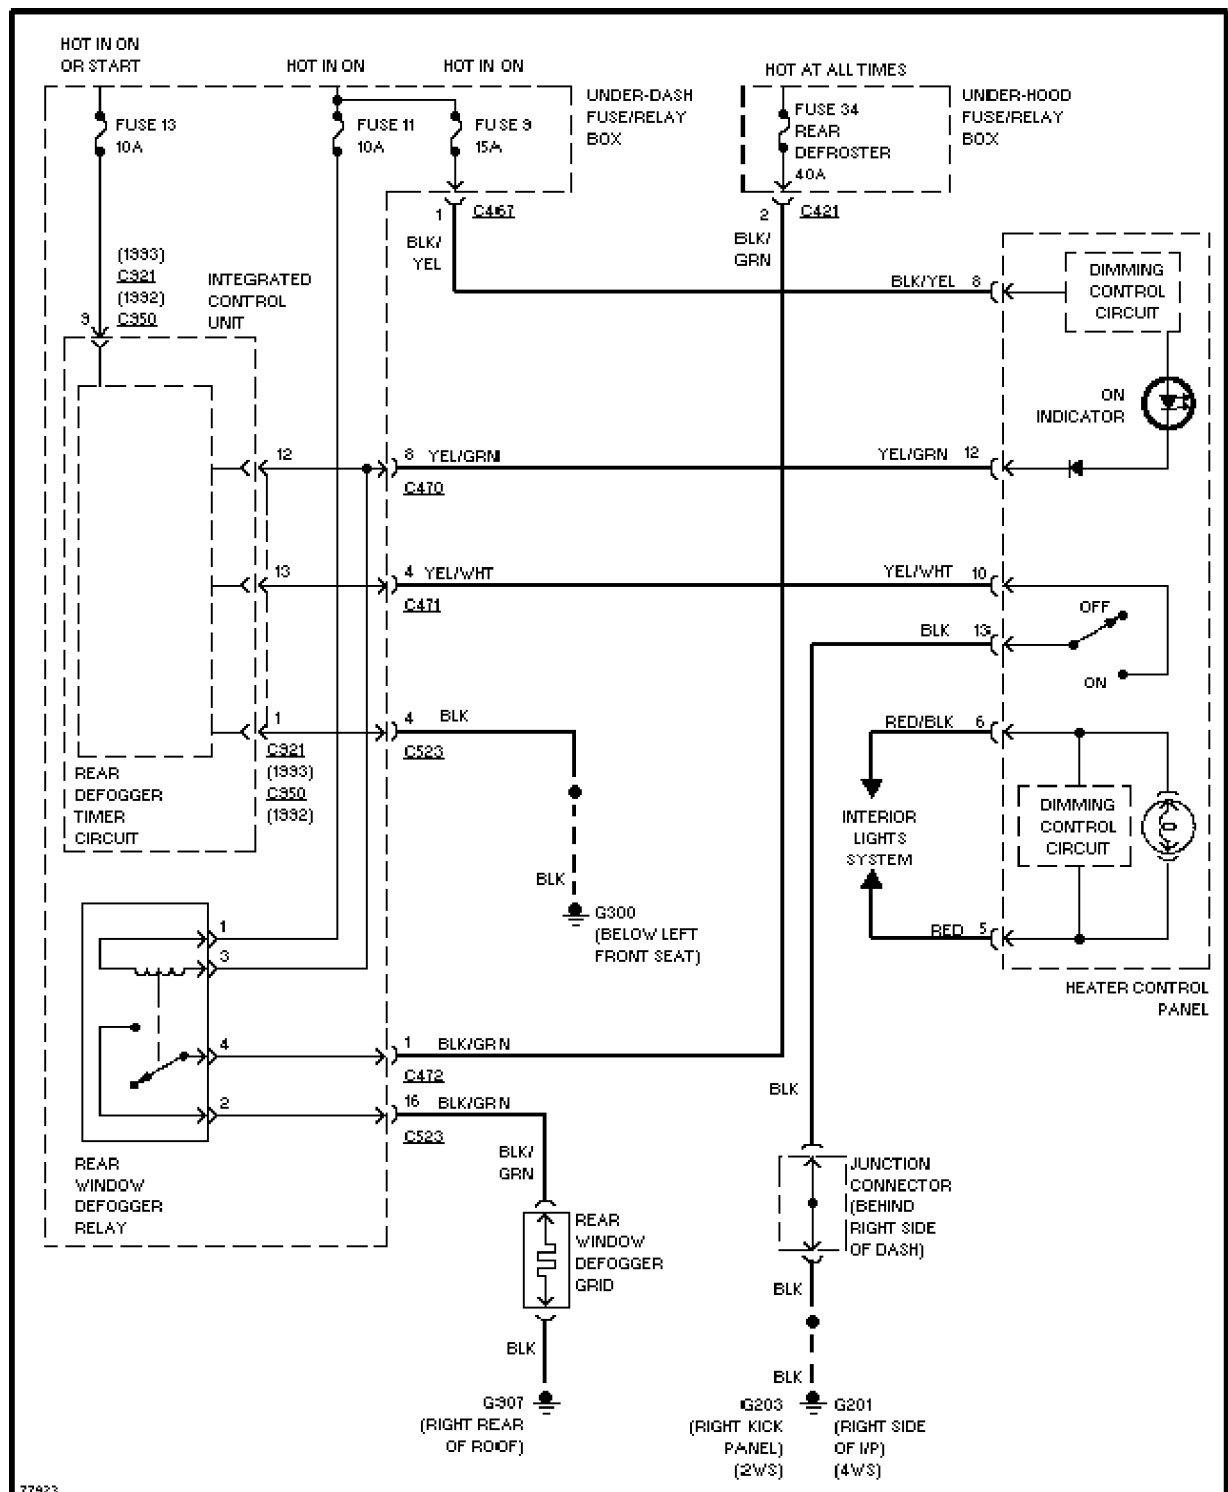 HOT IN ON
OR START
HOT IN ON
HOT IN ON
HOT AT ALL TIMES
FUSE 13
10A
FUSE 11
10A
FUSE 9
15A
UNDER-DASH
FUSE/RELAY
BOX
FUSE 34
REAR
DEFROSTER
40A
UNDER-HOOD
FUSE/RELAY
BOX
1
C467
2
C421
BLK/
YEL
BLK/
GRN
(1993)
C921
(1992)
C950
9
INTEGRATED
CONTROL
UNIT
BLK/YEL
8
DIMMING
CONTROL
CIRCUIT
ON
INDICATOR
12
8
YEL/GRN
C470
YEL/GRN
12
13
4
YEL/WHT
C471
YEL/WHT
10
BLK
13
OFF
ON
1
4
BLK
C523
RED/BLK
6
C921
(1993)
C950
(1992)
REAR
DEFOGGER
TIMER
CIRCUIT
INTERIOR
LIGHTS
SYSTEM
DIMMING
CONTROL
CIRCUIT
BLK
G300
(BELOW LEFT
FRONT SEAT)
RED
5
HEATER CONTROL
PANEL
1
3
4
2
1
BLK/GRN
C472
16
BLK/GRN
C523
BLK
REAR
WINDOW
DEFOGGER
RELAY
BLK/
GRN
REAR
WINDOW
DEFOGGER
GRID
JUNCTION
CONNECTOR
(BEHIND
RIGHT SIDE
OF DASH)
BLK
BLK
BLK
G907
(RIGHT REAR
OF ROOF)
G203
(RIGHT KICK
PANEL)
(2WS)
G201
(RIGHT SIDE
OF I/P)
(4WS)
77923